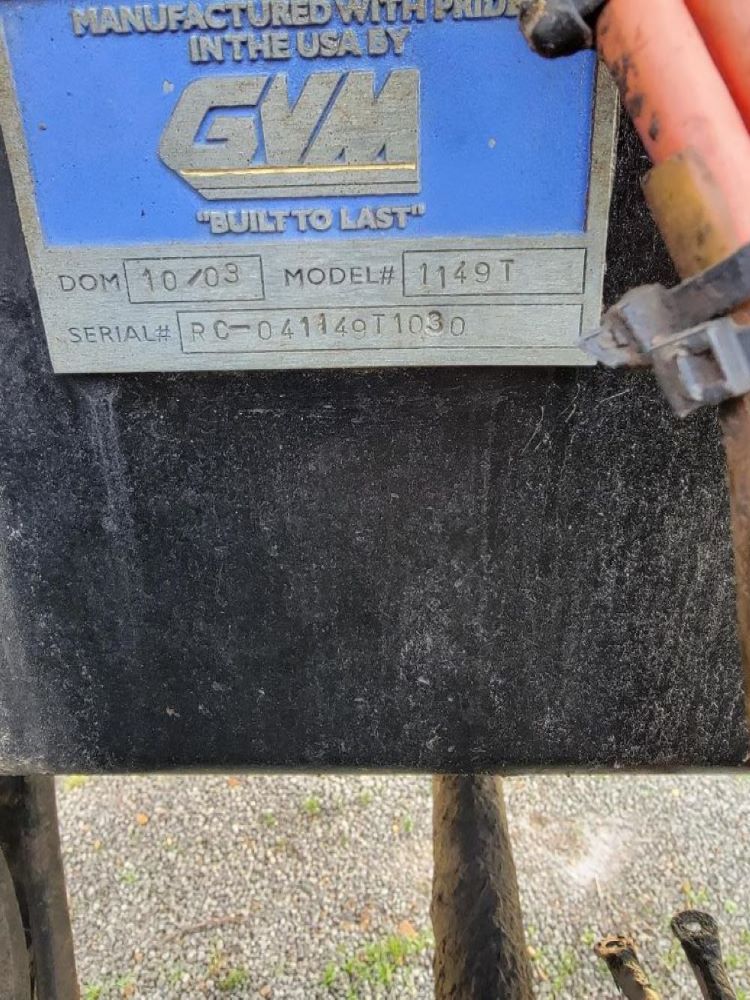 MANUFACTURED WITH PRIDE
IN THE USA BY
GVM
"BUILT TO LAST"
DOM 10/03 MODEL# 1149T
SERIAL# RC-041149T1030